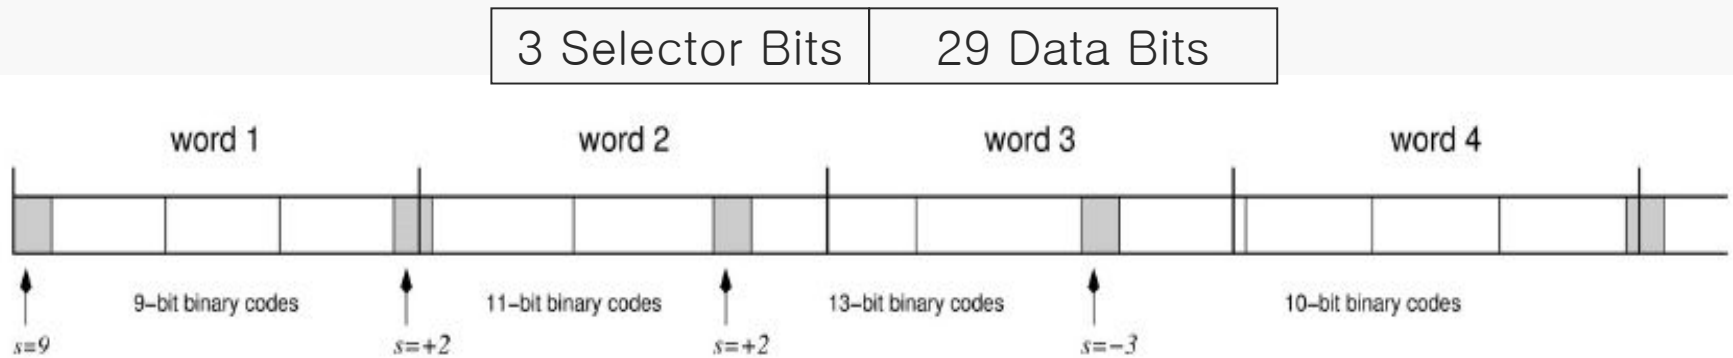 3 Selector Bits 29 Data Bits
word 1 word 2 word 3 word 4
9-bit binary codes 11-bit binary codes 13-bit binary codes 10-bit binary codes
s=9 s=+2 s=+2 s=-3